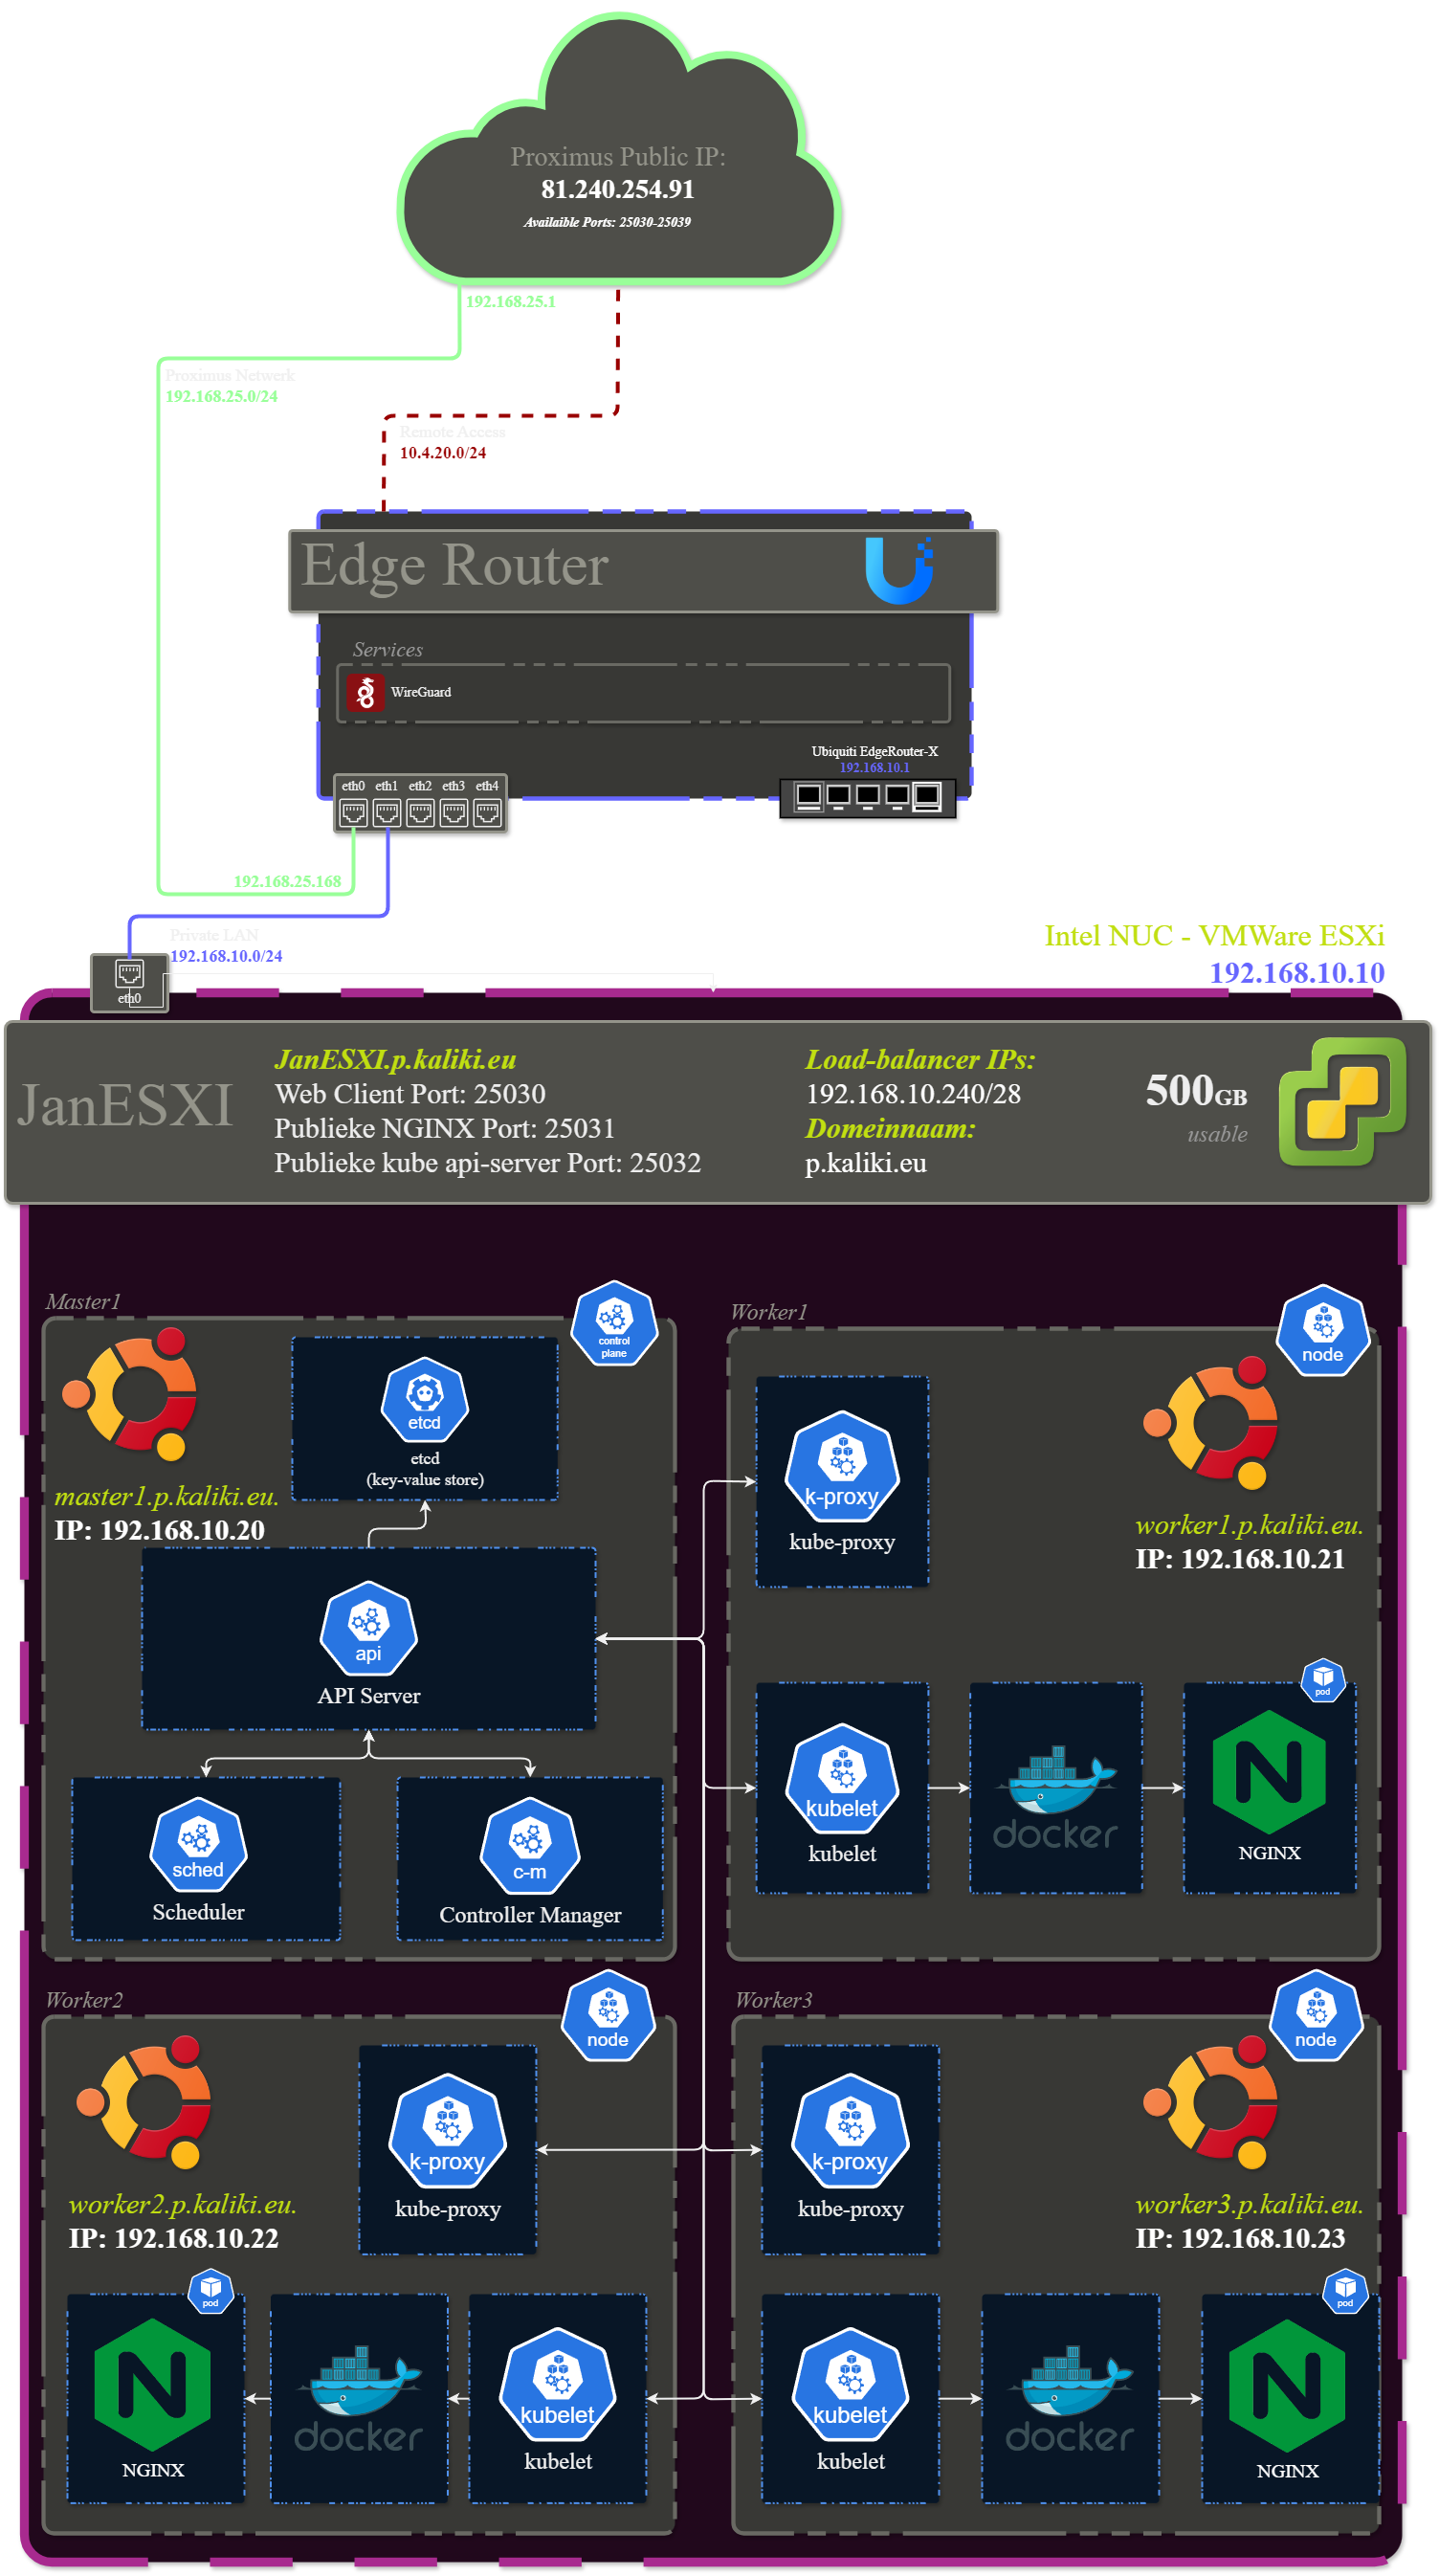 Proximus Public IP:
81.240.254.91
Availaible Ports: 25030-25039
192.168.25.1
Proximus Netwerk
192.168.25.0/24
Remote Access
10.4.20.0/24
Edge Router
Services
WireGuard
Ubiquiti EdgeRouter-X
192.168.10.1
eth0 eth1 eth2 eth3 eth4
192.168.25.168
Private LAN
192.168.10.0/24
eth0
Intel NUC - VMWare ESXi
192.168.10.10
JanESXI
JanESXI.p.kaliki.eu
Web Client Port: 25030
Publieke NGINX Port: 25031
Publieke kube api-server Port: 25032
Load-balancer IPs:
192.168.10.240/28
Domeinnaam:
p.kaliki.eu
500GB
usable
Master1
control
plane
etcd
etcd
(key-value store)
master1.p.kaliki.eu.
IP: 192.168.10.20
api
API Server
sched
Scheduler
c-m
Controller Manager
Worker1
node
k-proxy
kube-proxy
worker1.p.kaliki.eu.
IP: 192.168.10.21
kubelet
kubelet
docker
pod
NGINX
Worker2
node
k-proxy
kube-proxy
worker2.p.kaliki.eu.
IP: 192.168.10.22
pod
NGINX
docker
kubelet
kubelet
Worker3
node
k-proxy
kube-proxy
worker3.p.kaliki.eu.
IP: 192.168.10.23
kubelet
kubelet
docker
pod
NGINX